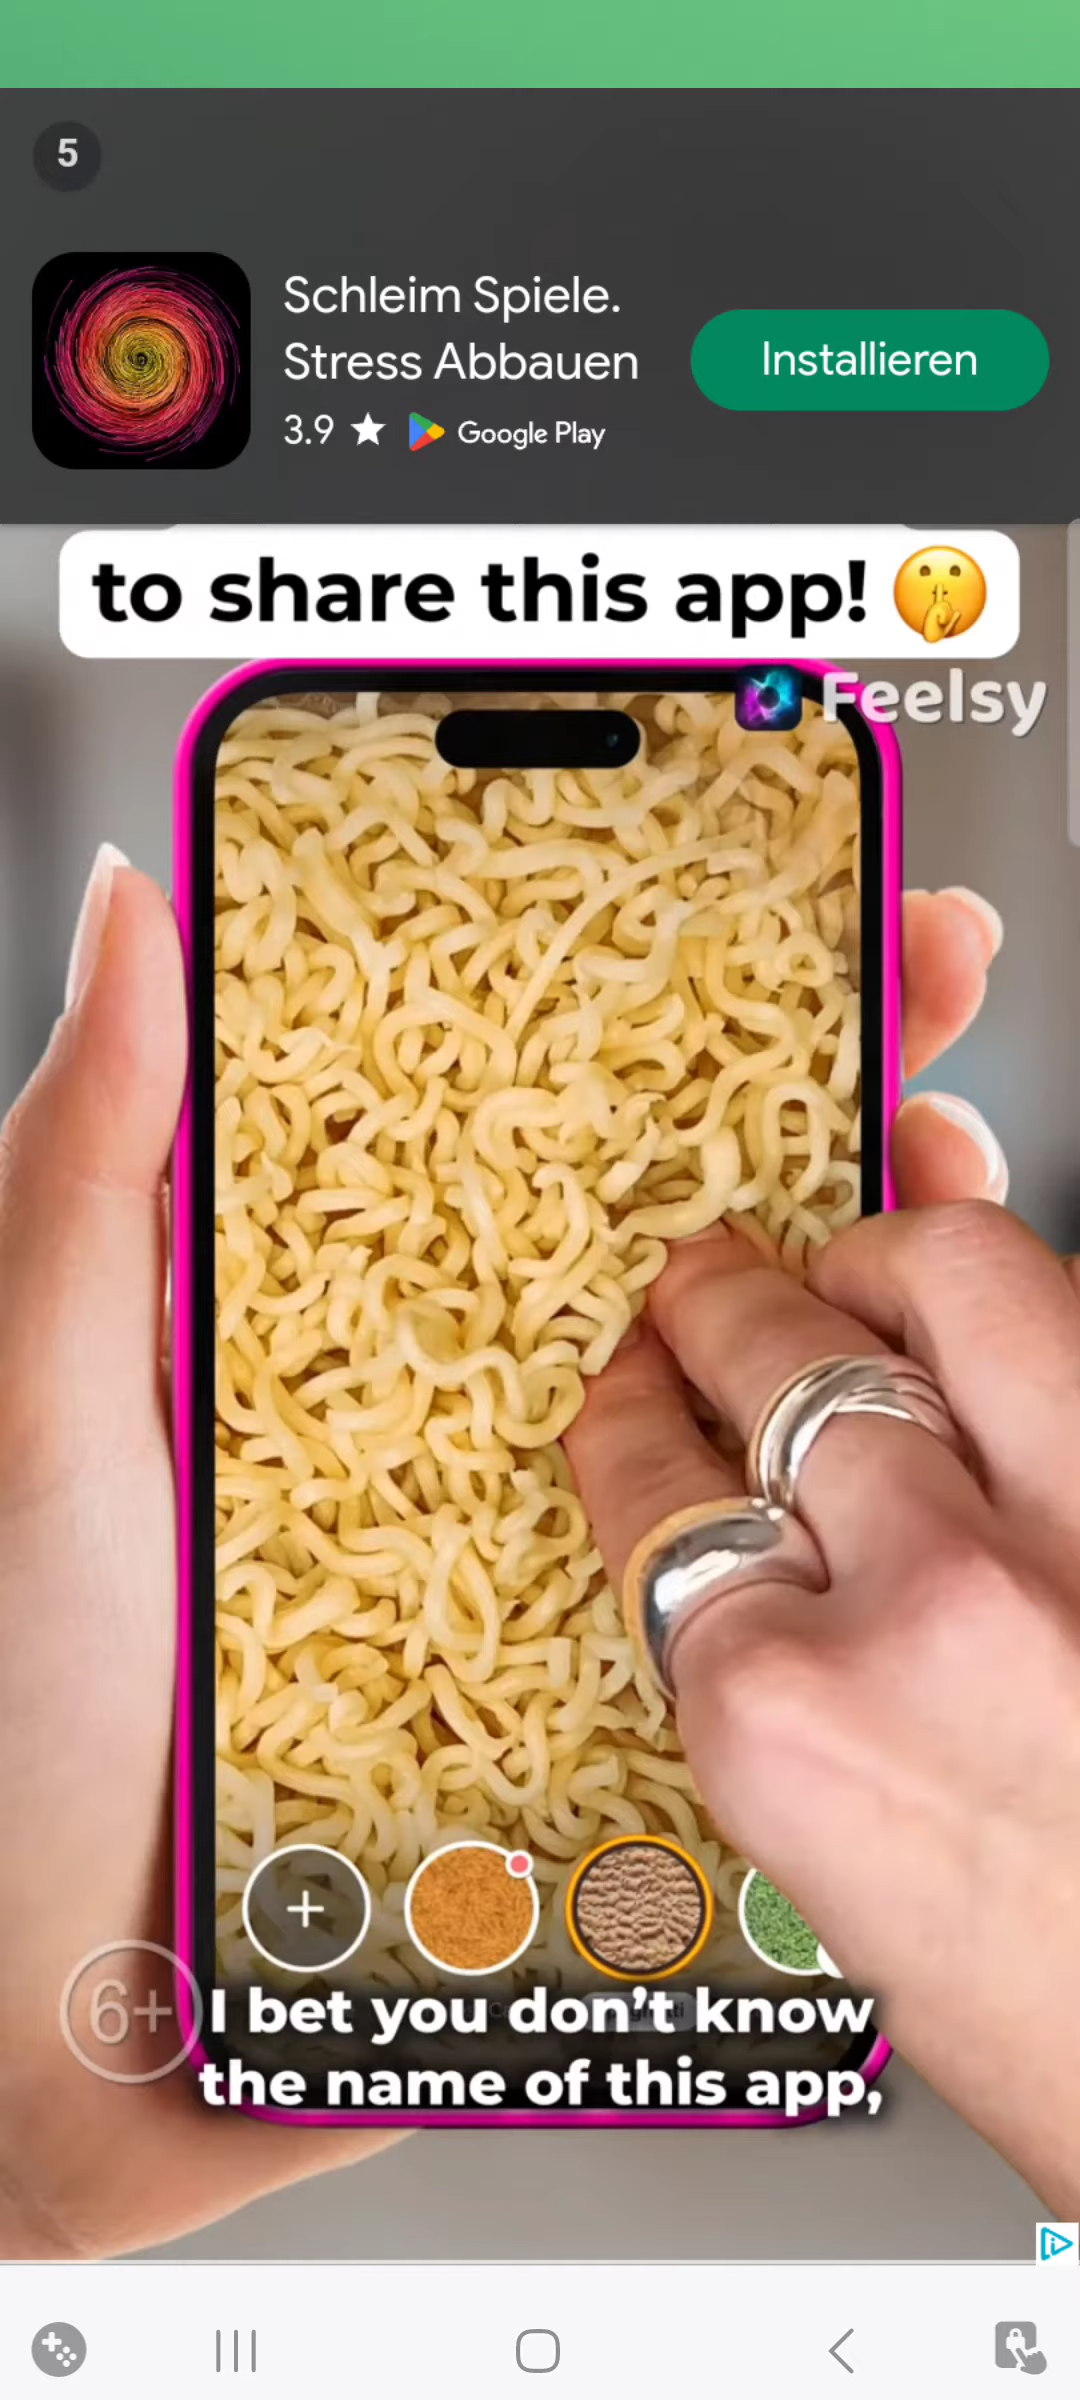 5
Schleim Spiele.
Stress Abbauen
Installieren
3.9 ★ Google Play
to share this app! 🤫
Feelsy
6+
I bet you don't know
the name of this app,